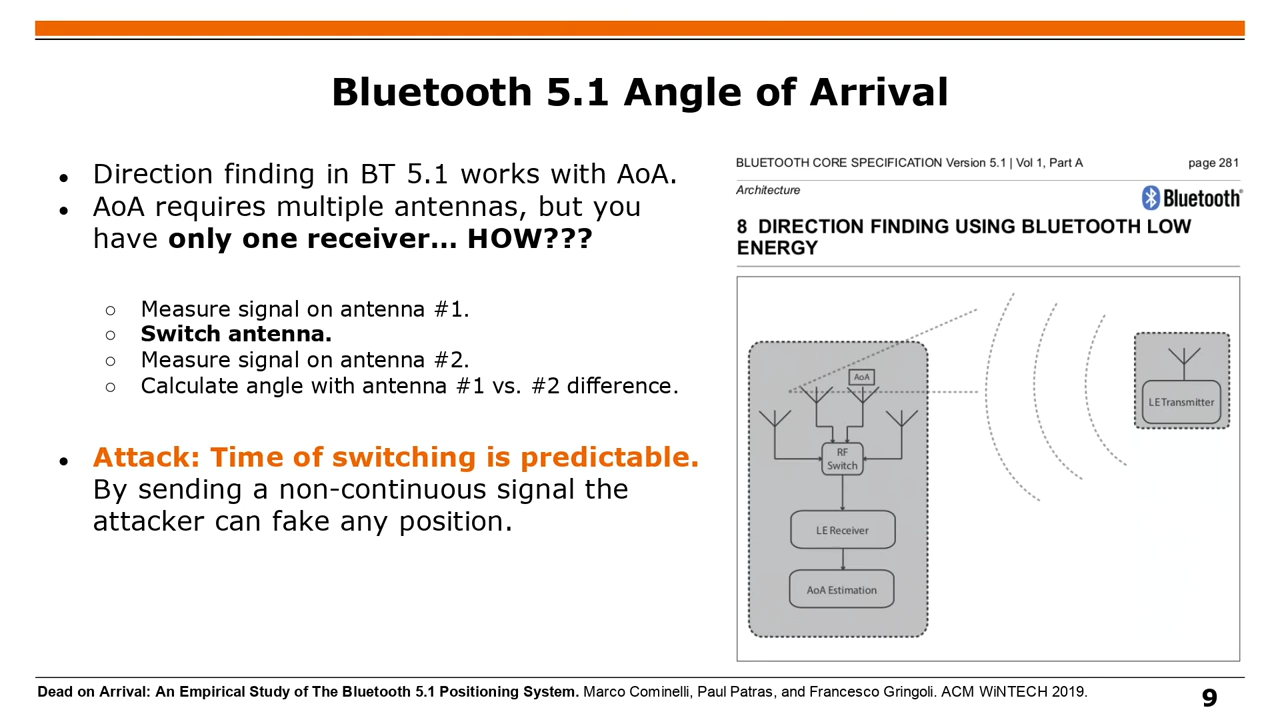 Bluetooth 5.1 Angle of Arrival
● Direction finding in BT 5.1 works with AoA.
● AoA requires multiple antennas, but you
have only one receiver… HOW???
○ Measure signal on antenna #1.
○ Switch antenna.
○ Measure signal on antenna #2.
○ Calculate angle with antenna #1 vs. #2 difference.
● Attack: Time of switching is predictable.
By sending a non-continuous signal the
attacker can fake any position.
BLUETOOTH CORE SPECIFICATION Version 5.1 | Vol 1, Part A page 281
Architecture
Bluetooth®
8 DIRECTION FINDING USING BLUETOOTH LOW
ENERGY
AoA
LE Transmitter
RF
Switch
LE Receiver
AoA Estimation
Dead on Arrival: An Empirical Study of The Bluetooth 5.1 Positioning System. Marco Cominelli, Paul Patras, and Francesco Gringoli. ACM WiNTECH 2019.
9